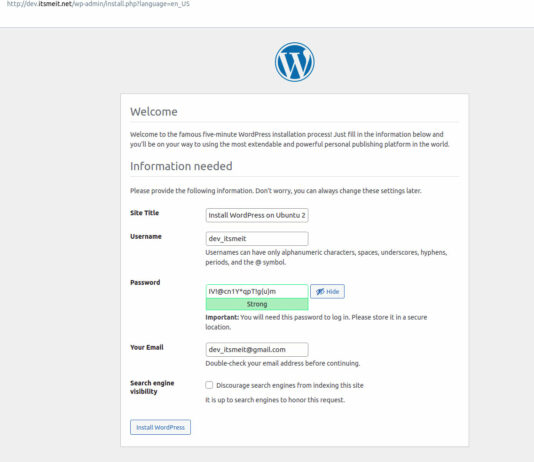 http://dev.itsmeit.net/wp-admin/install.php?language=en_US
Welcome
Welcome to the famous five-minute WordPress installation process! Just fill in the information below and
you'll be on your way to using the most extendable and powerful personal publishing platform in the world.
Information needed
Please provide the following information. Don't worry, you can always change these settings later.
Site Title
Install WordPress on Ubuntu 2
Username
dev_itsmeit
Usernames can have only alphanumeric characters, spaces, underscores, hyphens,
periods, and the @ symbol.
Password
Hide
Strong
Important: You will need this password to log in. Please store it in a secure
location.
Your Email
dev_itsmeit@gmail.com
Double-check your email address before continuing.
Search engine
visibility
Discourage search engines from indexing this site
It is up to search engines to honor this request.
Install WordPress